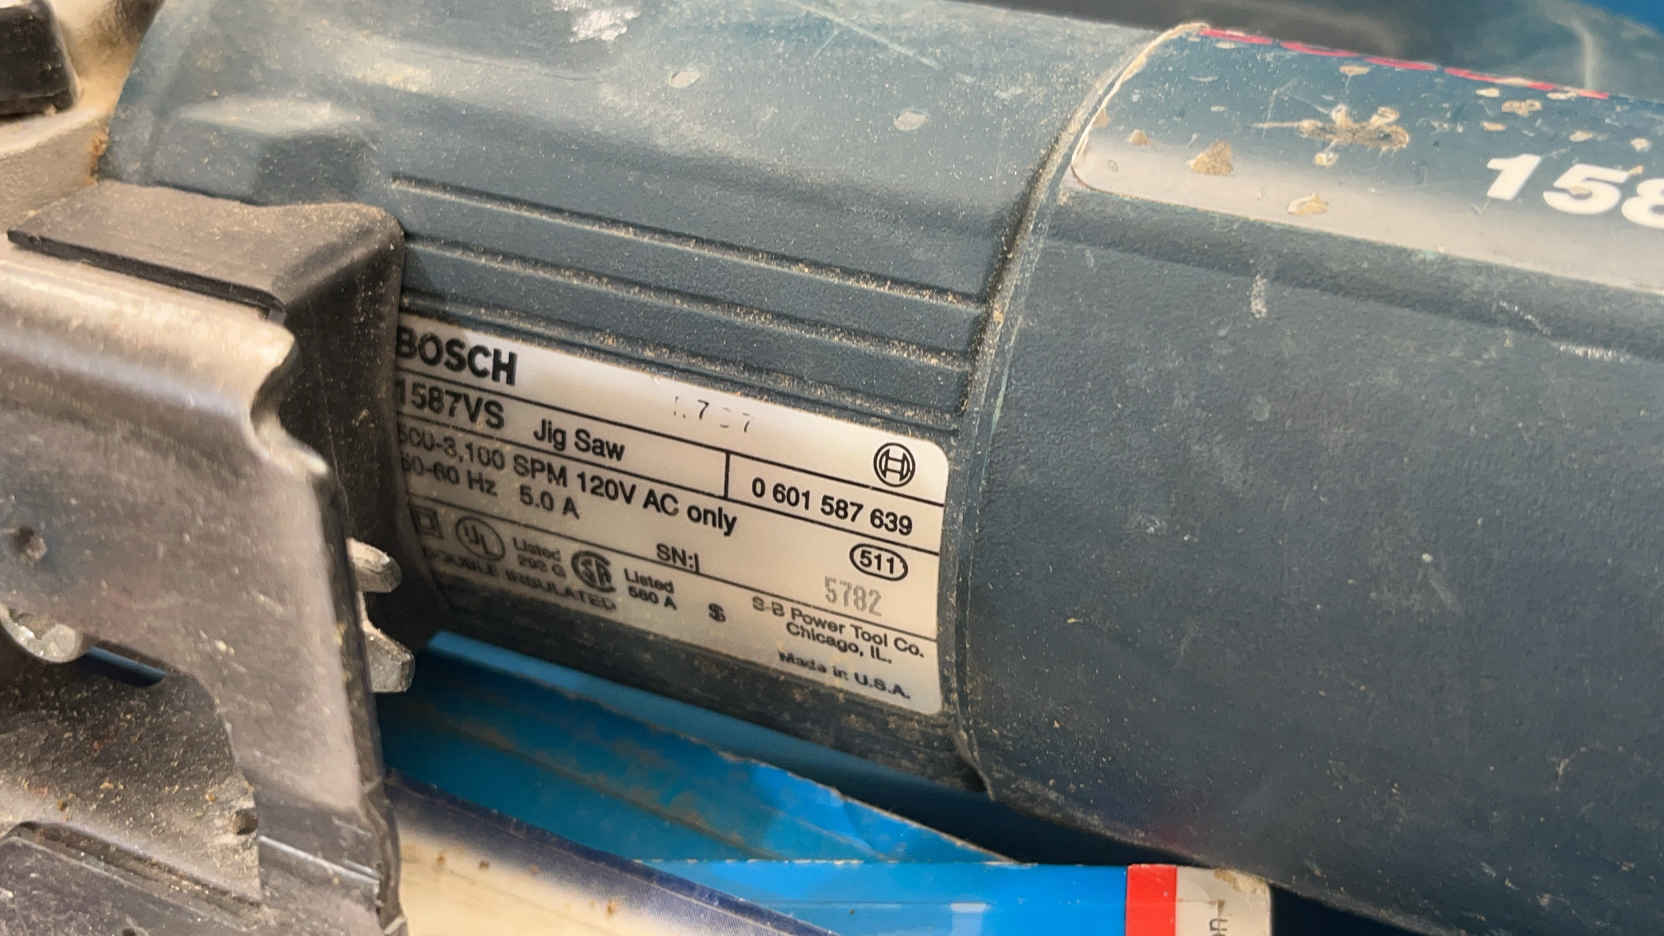 158
BOSCH
1587VS Jig Saw
0 601 587 639
500-3,100 SPM 120V AC only
50-60 Hz 5.0 A
511
SN:
5782
Listed
Listed
580 A
DOUBLE INSULATED
S-B Power Tool Co.
Chicago, IL.
Made in U.S.A.